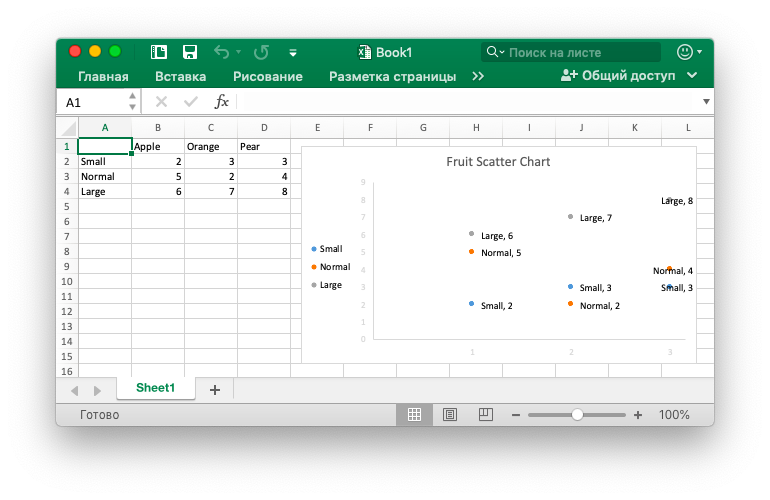 Book1
Поиск на листе
Главная Вставка Рисование Разметка страницы >> Общий доступ
A1 fx
A B C D E F G H I J K L
1 Apple Orange Pear
2 Small 2 3 3
3 Normal 5 2 4
4 Large 6 7 8
5
6
7
8
9
10
11
12
13
14
15
16
Fruit Scatter Chart
9
8
7
6
5
4
3
2
1
0
1 2 3
Small
Normal
Large
Large, 8
Large, 7
Large, 6
Normal, 5
Normal, 4
Small, 3
Small, 3
Small, 2
Normal, 2
Sheet1 +
Готово
100%